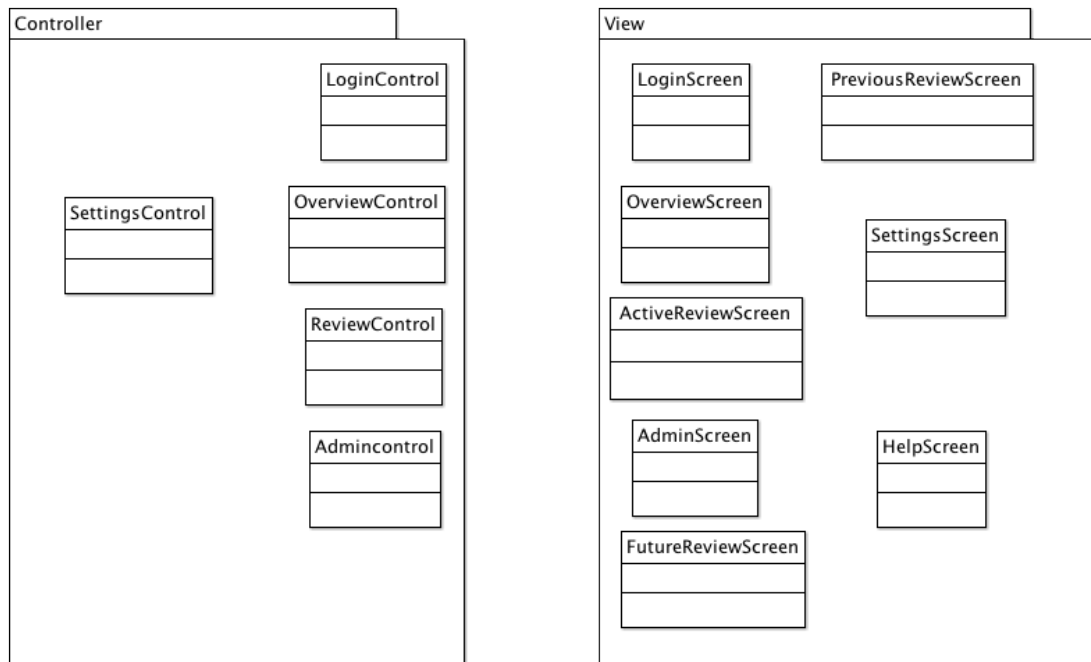 Controller
LoginControl
SettingsControl
OverviewControl
ReviewControl
Admincontrol
View
LoginScreen
PreviousReviewScreen
OverviewScreen
SettingsScreen
ActiveReviewScreen
AdminScreen
HelpScreen
FutureReviewScreen